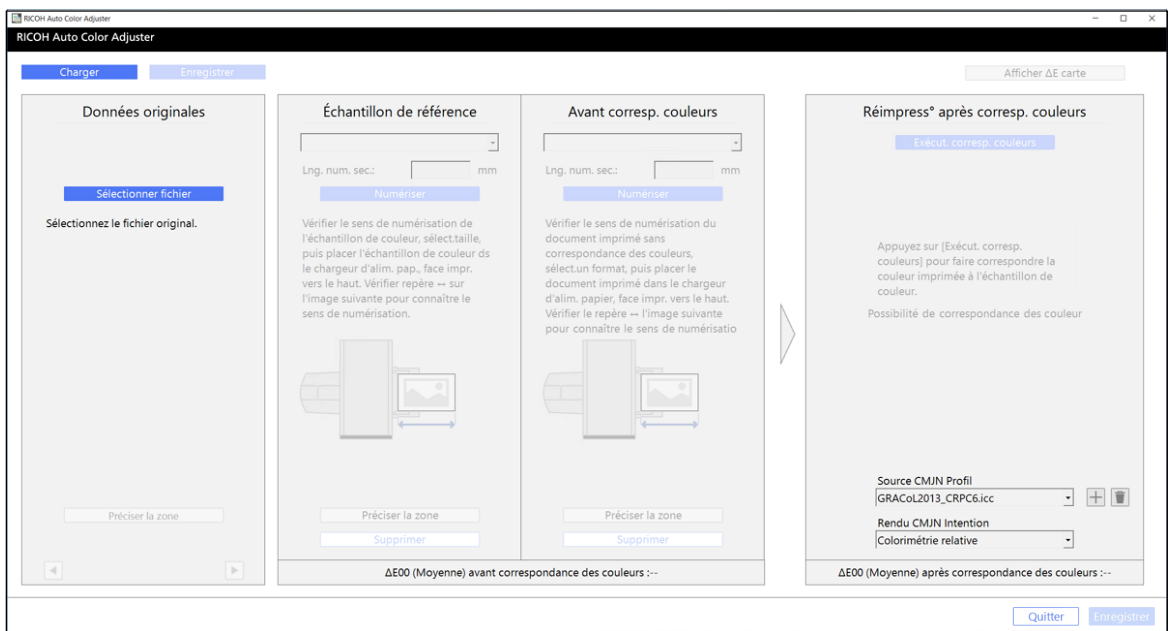 RICOH Auto Color Adjuster
RICOH Auto Color Adjuster
Charger
Enregistrer
Afficher ΔE carte
Données originales
Sélectionner fichier
Sélectionnez le fichier original.
Préciser la zone
Échantillon de référence
Lng. num. sec.: mm
Numériser
Vérifier le sens de numérisation de
l'échantillon de couleur, sélect.taille,
puis placer l'échantillon de couleur ds
le chargeur d'alim. pap., face impr.
vers le haut. Vérifier repère ↔ sur
l'image suivante pour connaître le
sens de numérisation.
Préciser la zone
Supprimer
Avant corresp. couleurs
Lng. num. sec.: mm
Numériser
Vérifier le sens de numérisation du
document imprimé sans
correspondance des couleurs,
sélect.un format, puis placer le
document imprimé dans le chargeur
d'alim. papier, face impr. vers le haut.
Vérifier le repère ↔ l'image suivante
pour connaître le sens de numérisatio
Préciser la zone
Supprimer
ΔE00 (Moyenne) avant correspondance des couleurs :--
Réimpress° après corresp. couleurs
Exécut. corresp. couleurs
Appuyez sur [Exécut. corresp.
couleurs] pour faire correspondre la
couleur imprimée à l'échantillon de
couleur.
Possibilité de correspondance des couleur
Source CMJN Profil
GRACoL2013_CRPC6.icc
Rendu CMJN Intention
Colorimétrie relative
ΔE00 (Moyenne) après correspondance des couleurs :--
Quitter
Enregistrer